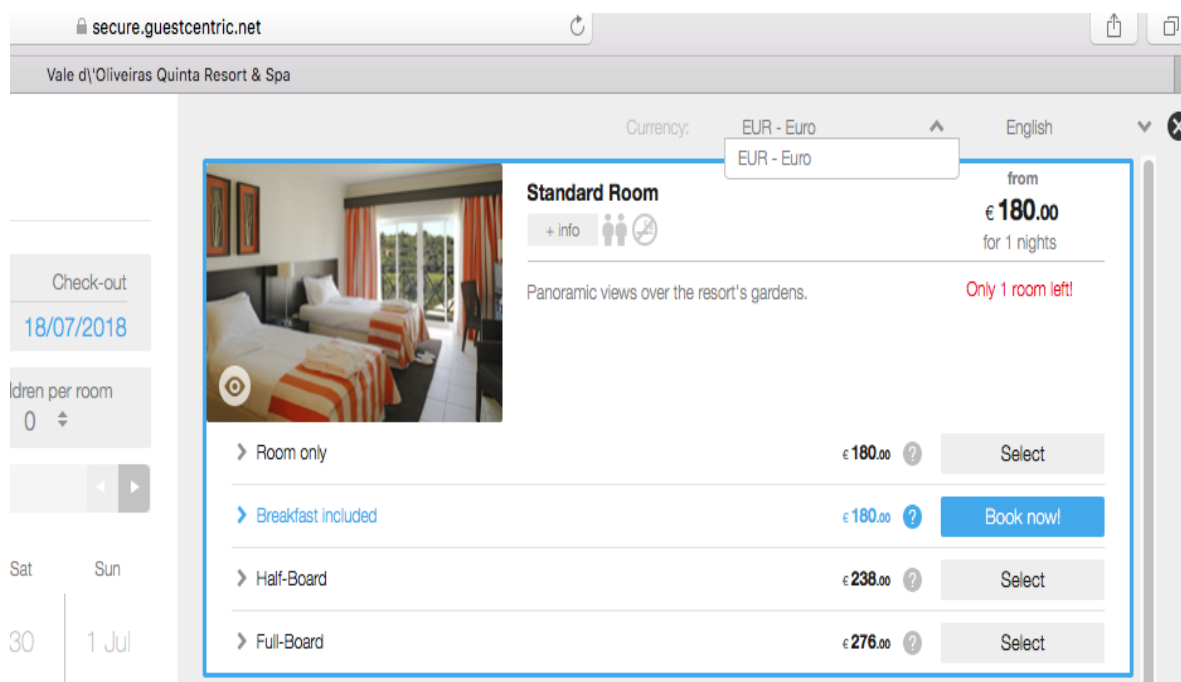 secure.guestcentric.net
Vale d\'Oliveiras Quinta Resort & Spa
Currency: EUR - Euro English
EUR - Euro
Check-out
18/07/2018
ldren per room
0
Sat Sun
30 1 Jul
Standard Room
+ info
Panoramic views over the resort's gardens.
from
€ 180.00
for 1 nights
Only 1 room left!
Room only € 180.00 ? Select
Breakfast included € 180.00 ? Book now!
Half-Board € 238.00 ? Select
Full-Board € 276.00 ? Select